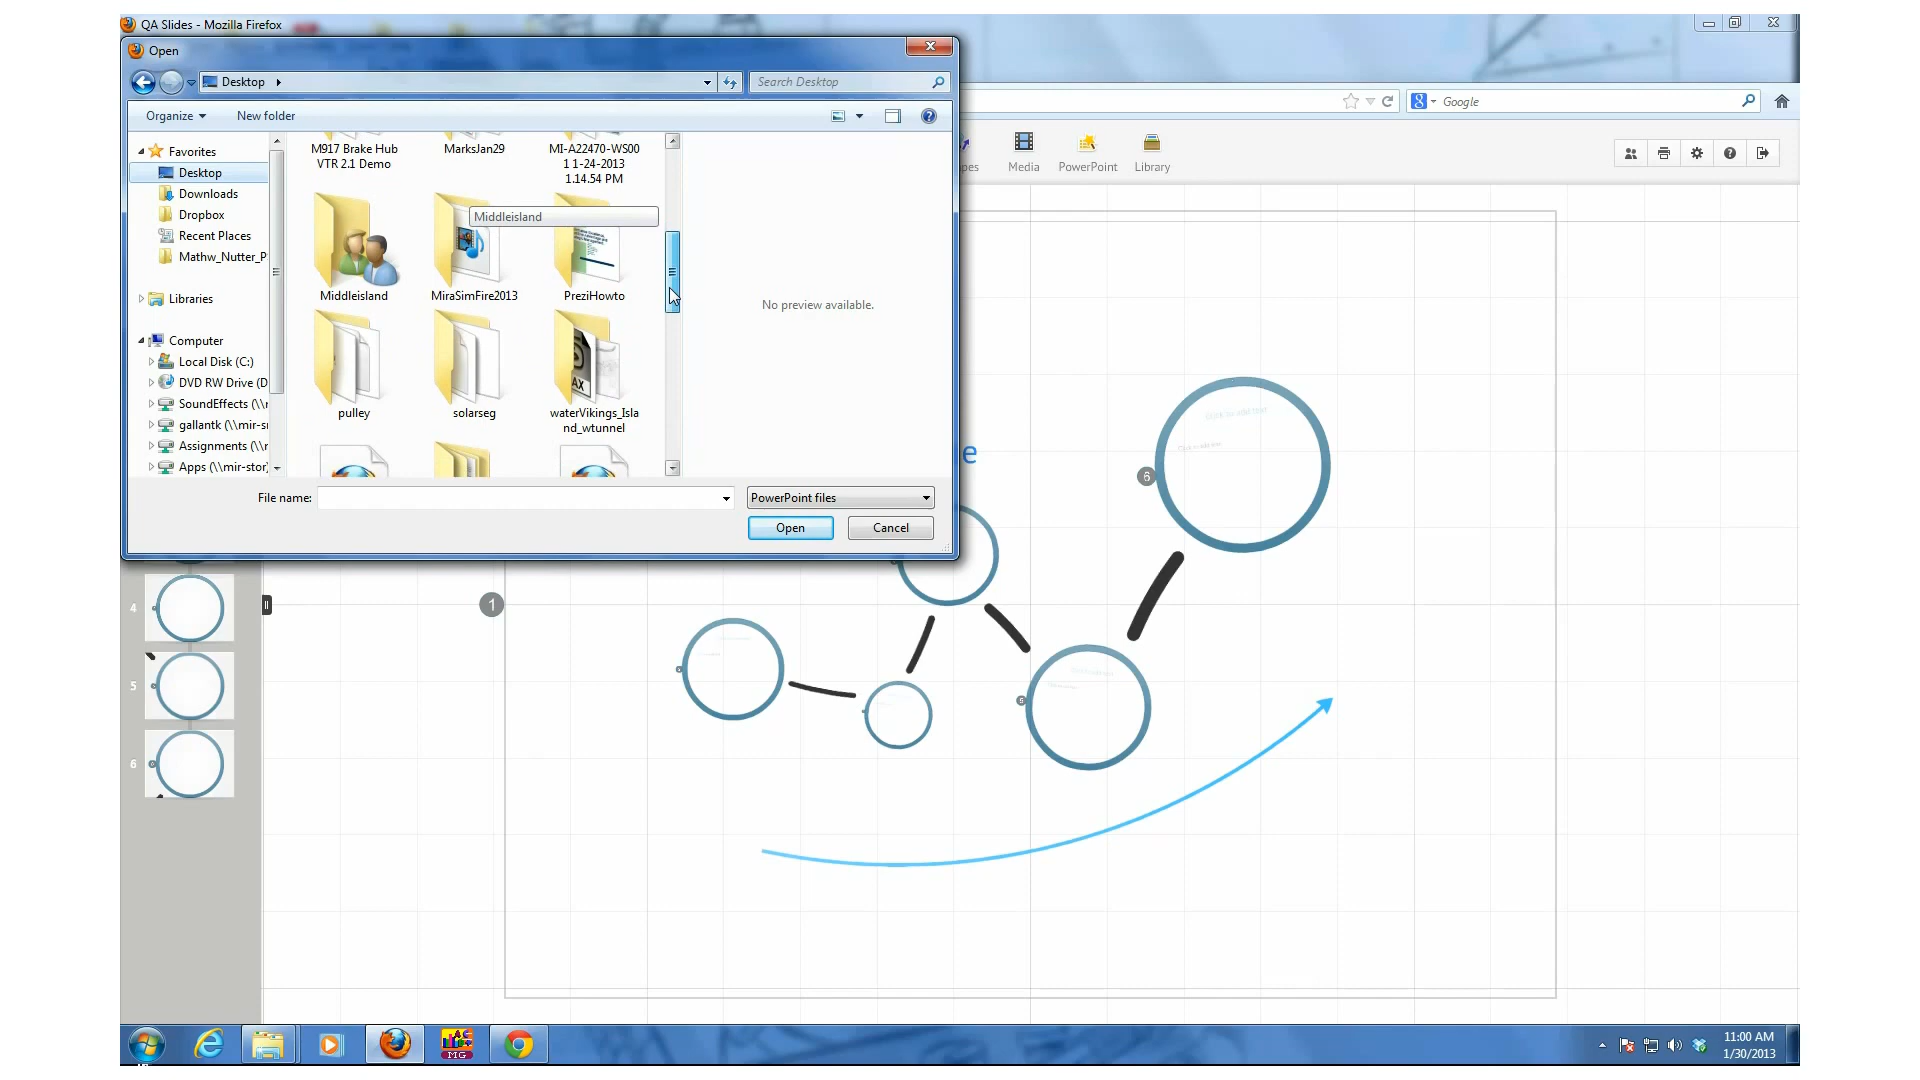 QA Slides - Mozilla Firefox
Open
Desktop
Search Desktop
Google
Organize
New folder
Media
PowerPoint
Library
Favorites
Desktop
Downloads
Dropbox
Recent Places
Mathw_Nutter_P
Libraries
Computer
Local Disk (C:)
DVD RW Drive (D
SoundEffects (\\
gallantk (\\mir-s
Assignments (\\
Apps (\\mir-stor
M917 Brake Hub
VTR 2.1 Demo
MarksJan29
MI-A22470-WS00
1 1-24-2013
1.14.54 PM
Middleisland
Middleisland
MiraSimFire2013
PreziHowto
pulley
solarseg
waterVikings_Isla
nd_wtunnel
No preview available.
File name:
PowerPoint files
Open
Cancel
e
6
1
4
5
6
MG
11:00 AM
1/30/2013